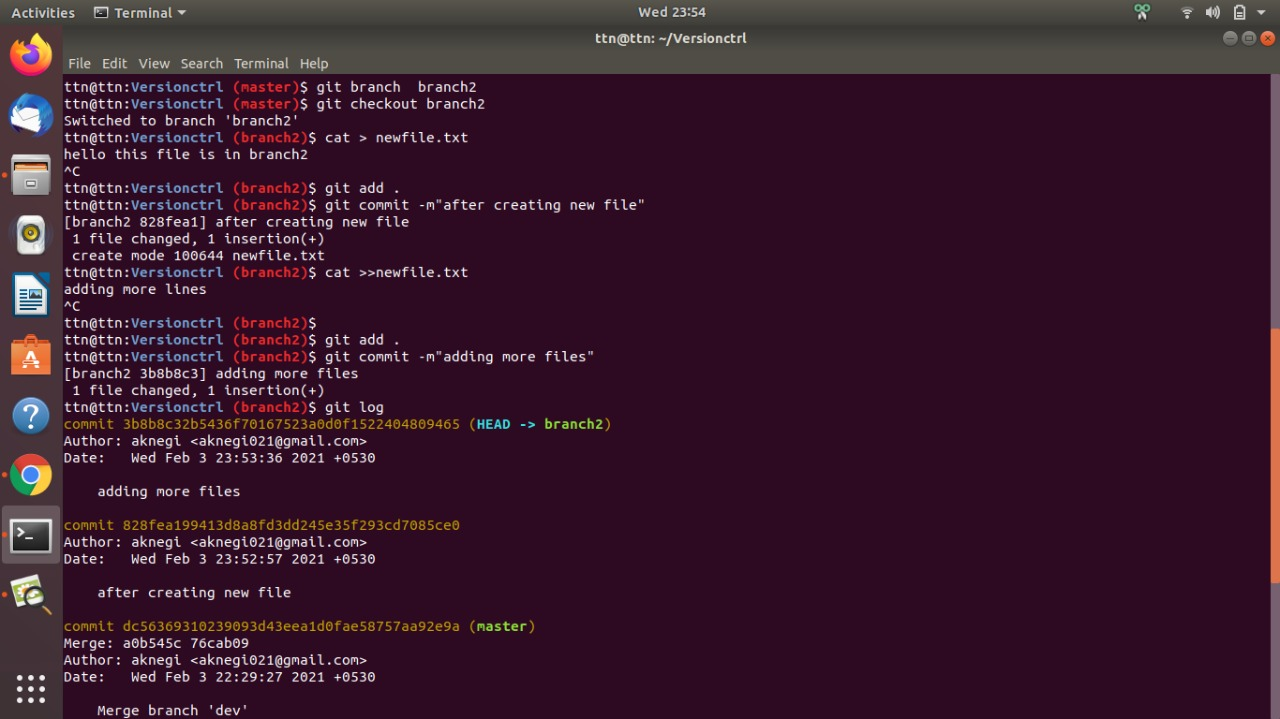 Activities Terminal Wed 23:54
ttn@ttn: ~/Versionctrl
File Edit View Search Terminal Help
ttn@ttn:Versionctrl (master)$ git branch  branch2
ttn@ttn:Versionctrl (master)$ git checkout branch2
Switched to branch 'branch2'
ttn@ttn:Versionctrl (branch2)$ cat > newfile.txt
hello this file is in branch2
^C
ttn@ttn:Versionctrl (branch2)$ git add .
ttn@ttn:Versionctrl (branch2)$ git commit -m"after creating new file"
[branch2 828fea1] after creating new file
 1 file changed, 1 insertion(+)
 create mode 100644 newfile.txt
ttn@ttn:Versionctrl (branch2)$ cat >>newfile.txt
adding more lines
^C
ttn@ttn:Versionctrl (branch2)$
ttn@ttn:Versionctrl (branch2)$ git add .
ttn@ttn:Versionctrl (branch2)$ git commit -m"adding more files"
[branch2 3b8b8c3] adding more files
 1 file changed, 1 insertion(+)
ttn@ttn:Versionctrl (branch2)$ git log
commit 3b8b8c32b5436f70167523a0d0f1522404809465 (HEAD -> branch2)
Author: aknegi <aknegi021@gmail.com>
Date:   Wed Feb 3 23:53:36 2021 +0530

    adding more files

commit 828fea199413d8a8fd3dd245e35f293cd7085ce0
Author: aknegi <aknegi021@gmail.com>
Date:   Wed Feb 3 23:52:57 2021 +0530

    after creating new file

commit dc56369310239093d43eea1d0fae58757aa92e9a (master)
Merge: a0b545c 76cab09
Author: aknegi <aknegi021@gmail.com>
Date:   Wed Feb 3 22:29:27 2021 +0530

    Merge branch 'dev'